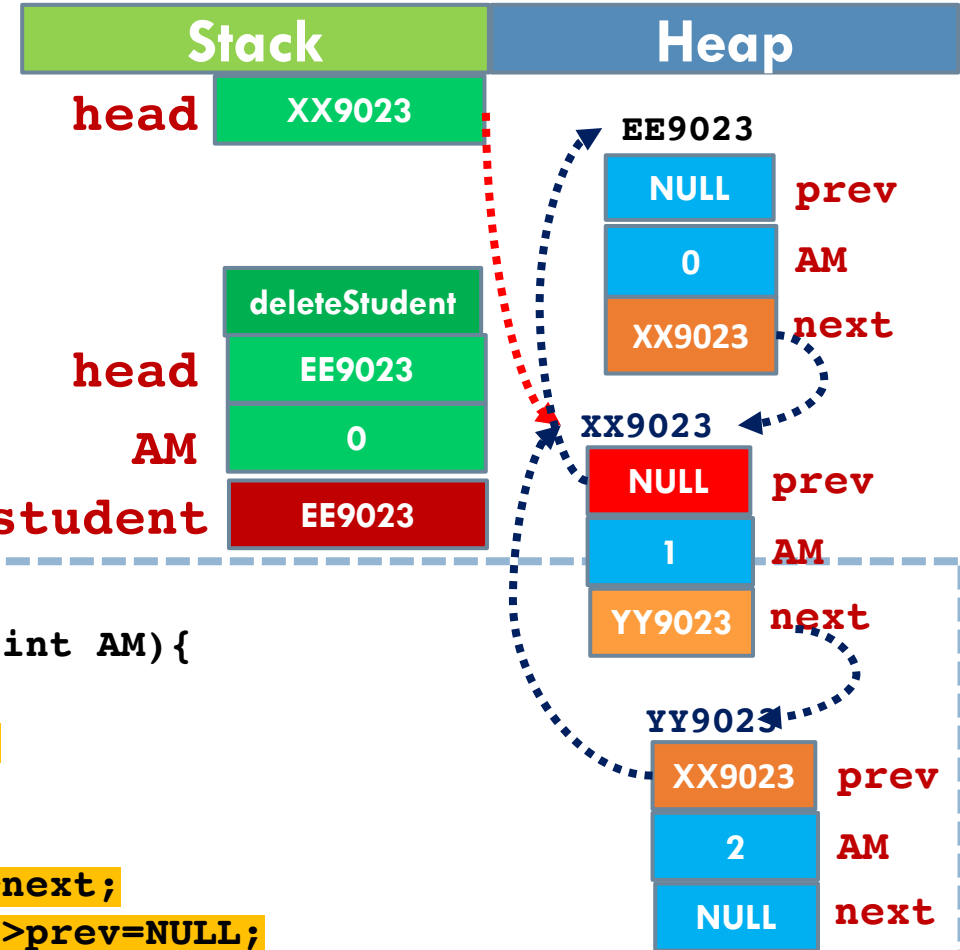 Stack Heap
head XX9023
EE9023
NULL prev
0 AM
XX9023 next
deleteStudent
head EE9023
AM 0
student EE9023
XX9023
NULL prev
1 AM
YY9023 next
int AM){
YY9023
XX9023 prev
2 AM
NULL next
next;
>prev=NULL;